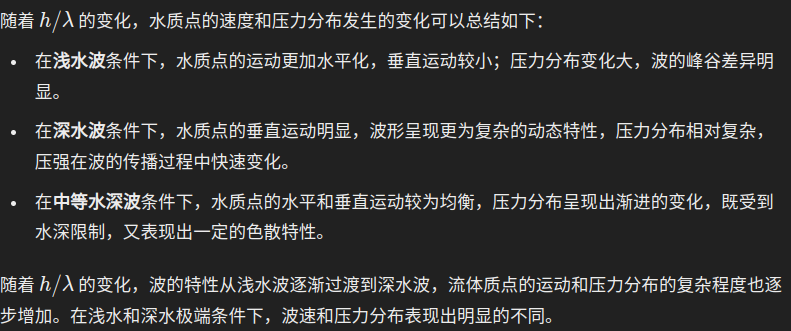 随着 h/λ 的变化，水质点的速度和压力分布发生的变化可以总结如下：
• 在浅水波条件下，水质点的运动更加水平化，垂直运动较小；压力分布变化大，波的峰谷差异明
显。
• 在深水波条件下，水质点的垂直运动明显，波形呈现更为复杂的动态特性，压力分布相对复杂，
压强在波的传播过程中快速变化。
• 在中等水深波条件下，水质点的水平和垂直运动较为均衡，压力分布呈现出渐进的变化，既受到
水深限制，又表现出一定的色散特性。
随着 h/λ 的变化，波的特性从浅水波逐渐过渡到深水波，流体质点的运动和压力分布的复杂程度也逐
步增加。在浅水和深水极端条件下，波速和压力分布表现出明显的不同。